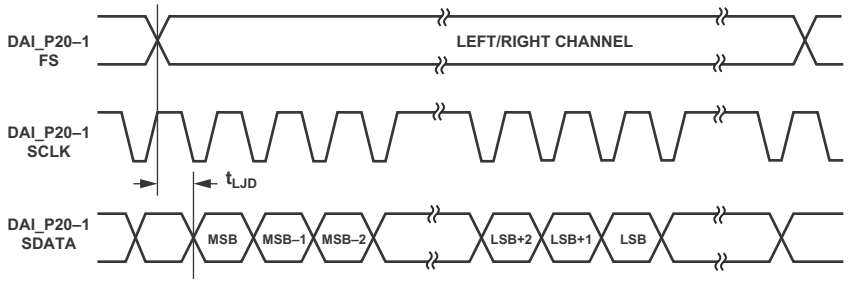 DAI_P20–1
FS
LEFT/RIGHT CHANNEL
DAI_P20–1
SCLK
tLJD
DAI_P20–1
SDATA
MSB
MSB–1
MSB–2
LSB+2
LSB+1
LSB